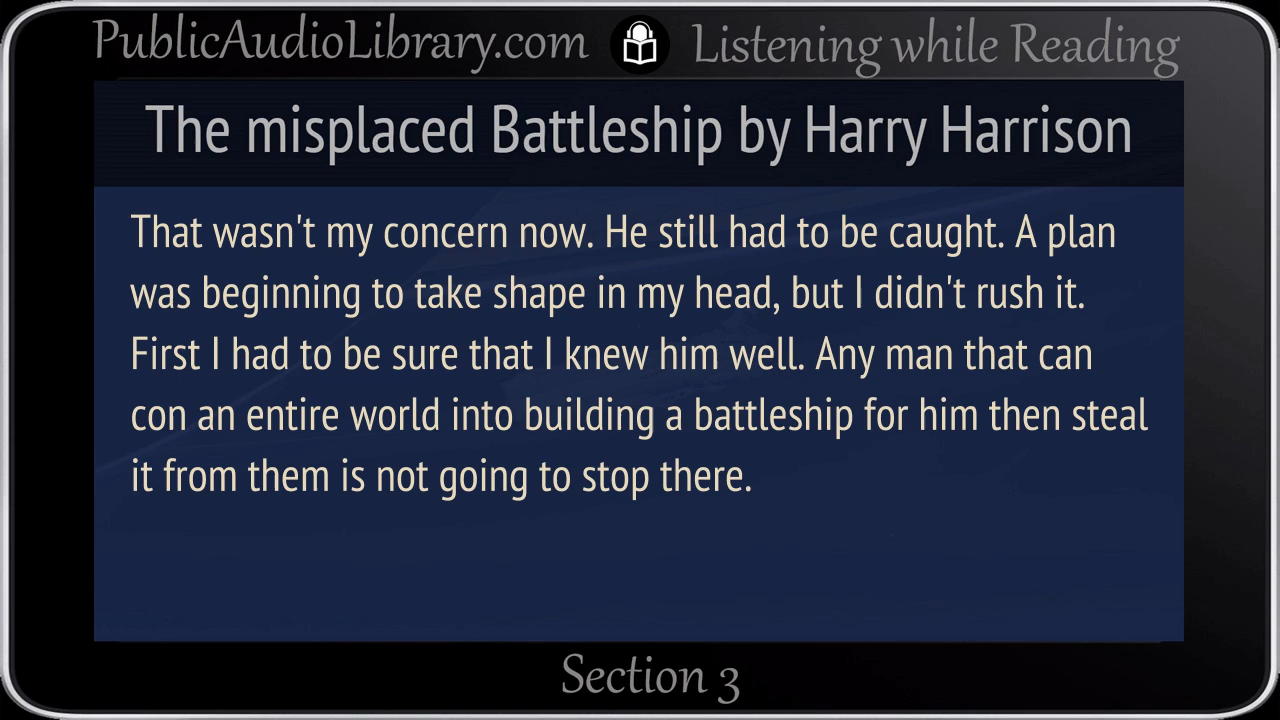 PublicAudioLibrary.com Listening while Reading
The misplaced Battleship by Harry Harrison
That wasn't my concern now. He still had to be caught. A plan
was beginning to take shape in my head, but I didn't rush it.
First I had to be sure that I knew him well. Any man that can
con an entire world into building a battleship for him then steal
it from them is not going to stop there.
Section 3